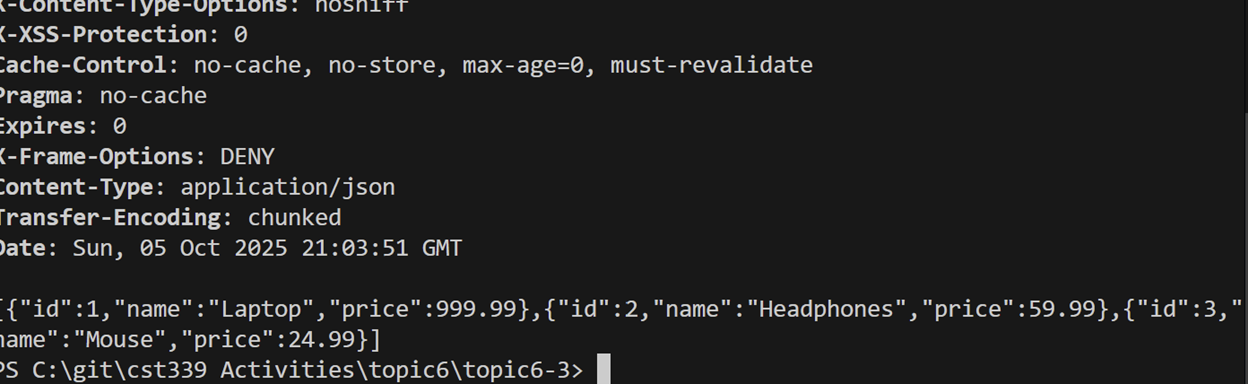 X-Content-Type-Options: nosniff
X-XSS-Protection: 0
Cache-Control: no-cache, no-store, max-age=0, must-revalidate
Pragma: no-cache
Expires: 0
X-Frame-Options: DENY
Content-Type: application/json
Transfer-Encoding: chunked
Date: Sun, 05 Oct 2025 21:03:51 GMT
[{"id":1,"name":"Laptop","price":999.99},{"id":2,"name":"Headphones","price":59.99},{"id":3,"
name":"Mouse","price":24.99}]
PS C:\git\cst339 Activities\topic6\topic6-3>